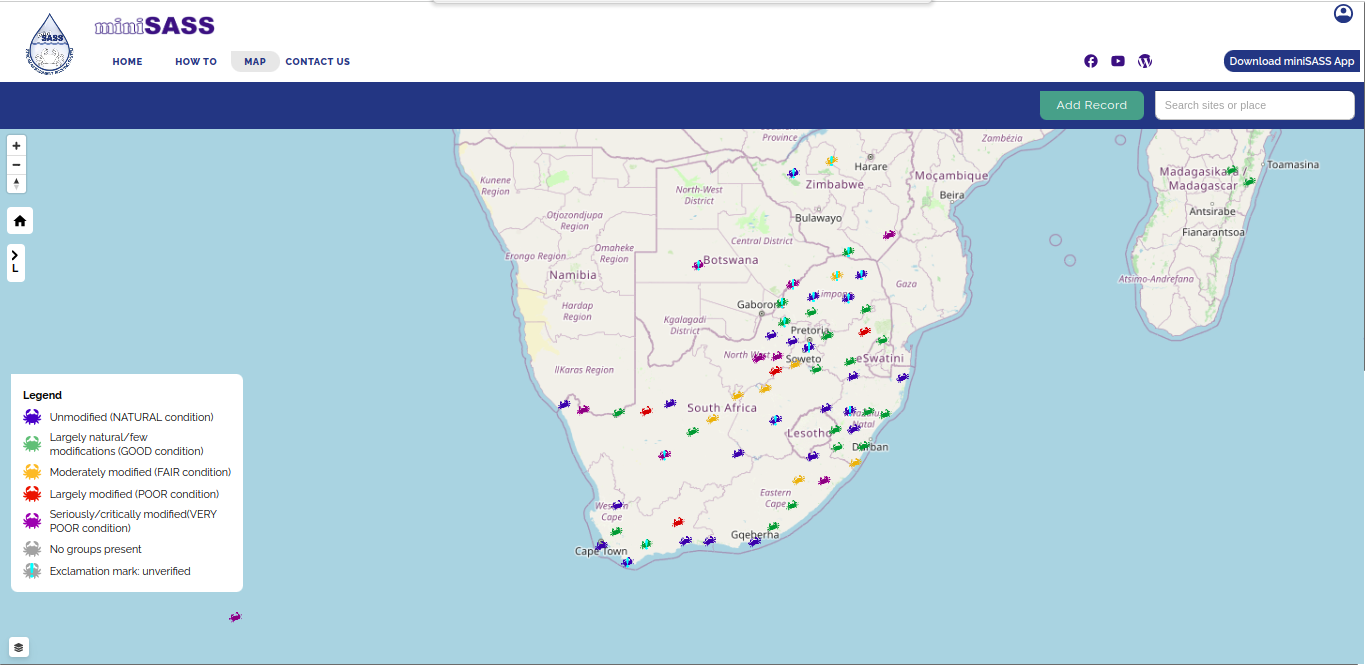 miniSASS
SASS
HOME
HOW TO
MAP
CONTACT US
Download miniSASS App
Add Record
Search sites or place
Province
Zambézia
Harare
Kunene
Region
Zimbabwe
Moçambique
Madagasikara
Madagascar
Toamasina
North-West
District
Beira
Otjozondjupa
Region
Bulawayo
Antsirabe
Fianarantsoa
Central District
Omaheke
Region
Erongo Region
Botswana
Namibia
Limpopo
Gaza
Atsimo-Andrefana
Hardap
Region
Gaboron
Kgalagadi
District
Pretoria
North West
Soweto
eSwatini
IIKaras Region
South Africa
KwaZulu-
Natal
Lesotho
Durban
Eastern
Cape
Western
Cape
Gqeberha
Cape Town
L
Legend
Unmodified (NATURAL condition)
Largely natural/few
modifications (GOOD condition)
Moderately modified (FAIR condition)
Largely modified (POOR condition)
Seriously/critically modified(VERY
POOR condition)
No groups present
Exclamation mark: unverified